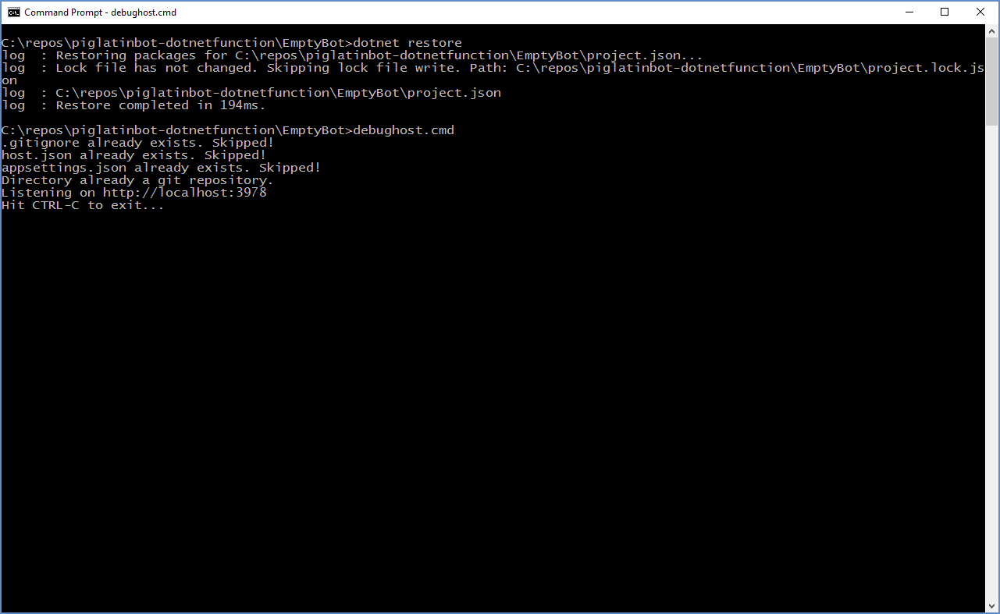 Command Prompt - debughost.cmd
C:\repos\piglatinbot-dotnetfunction\EmptyBot>dotnet restore
log  : Restoring packages for C:\repos\piglatinbot-dotnetfunction\EmptyBot\project.json...
log  : Lock file has not changed. Skipping lock file write. Path: C:\repos\piglatinbot-dotnetfunction\EmptyBot\project.lock.js
on
log  : C:\repos\piglatinbot-dotnetfunction\EmptyBot\project.json
log  : Restore completed in 194ms.
C:\repos\piglatinbot-dotnetfunction\EmptyBot>debughost.cmd
.gitignore already exists. Skipped!
host.json already exists. Skipped!
appsettings.json already exists. Skipped!
Directory already a git repository.
Listening on http://localhost:3978
Hit CTRL-C to exit...